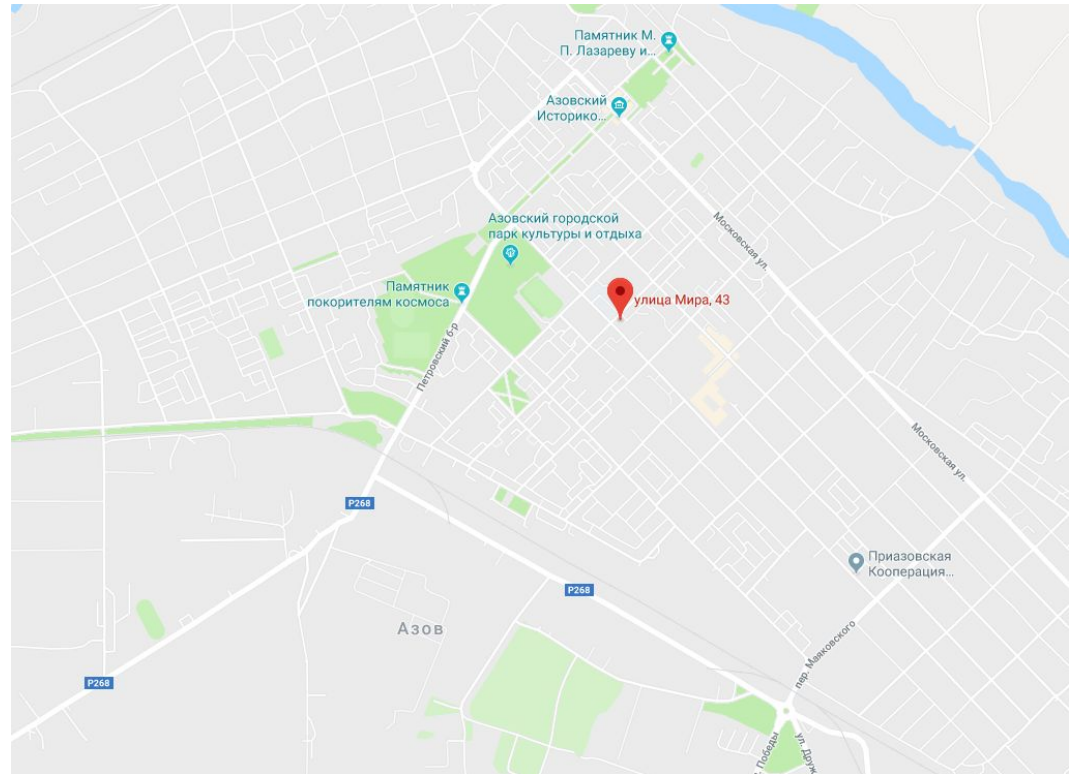 Памятник М.
П. Лазареву и...
Азовский
Историко...
Московская ул.
Азовский городской
парк культуры и отдыха
Памятник
покорителям космоса
улица Мира, 43
Петровский б-р
Московская ул.
P268
Приазовская
Кооперация...
P268
Азов
пер. Маяковского
P268
Победы
ул. Друж